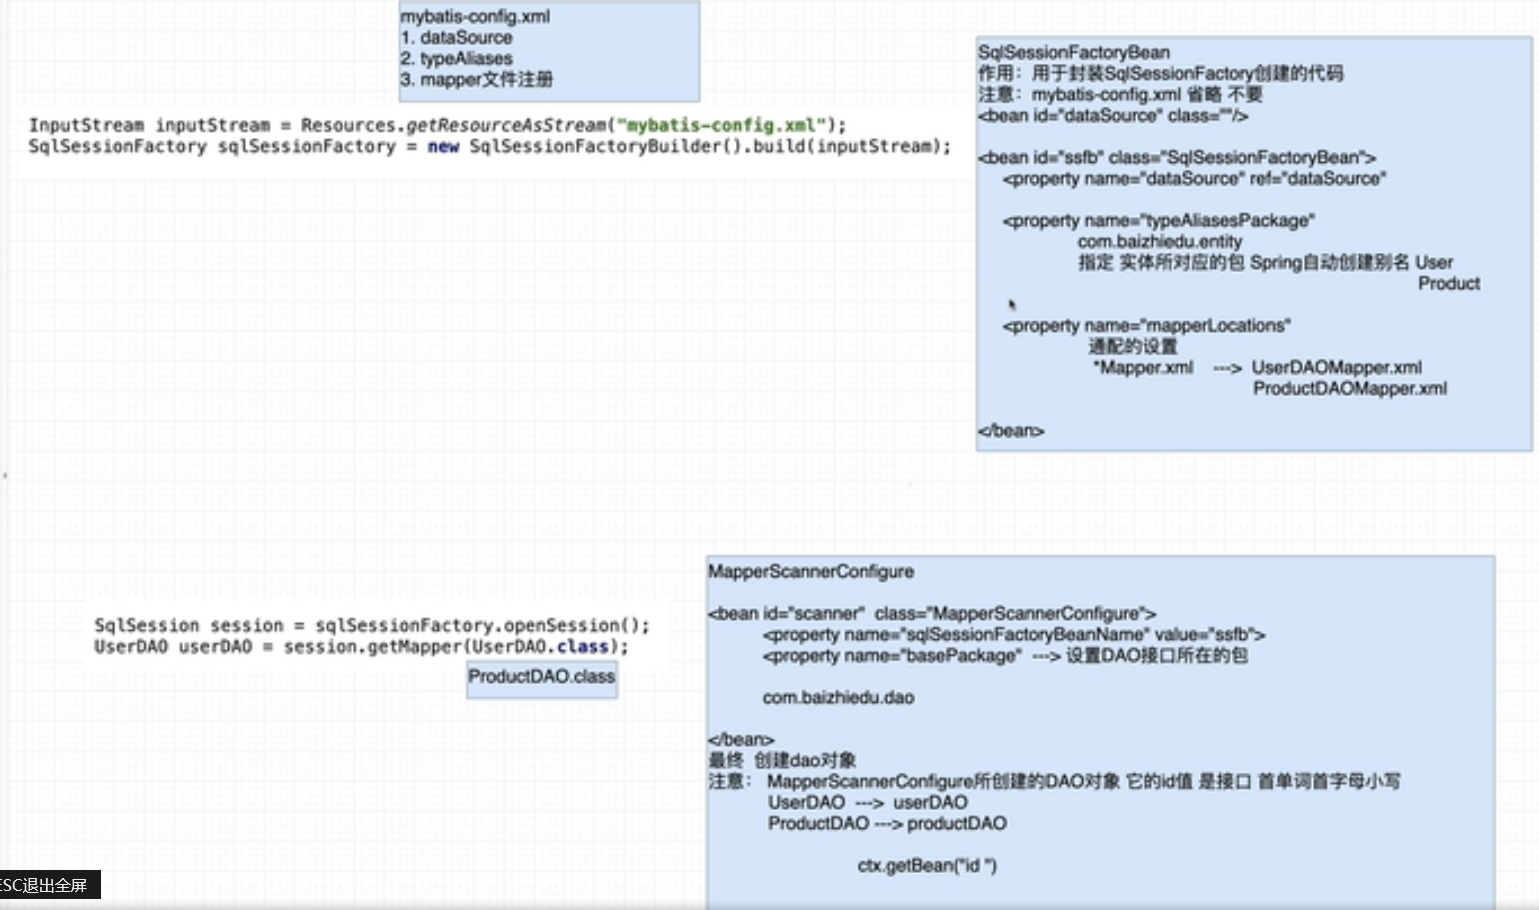 mybatis-config.xml
1. dataSource
2. typeAliases
3. mapper文件注册
InputStream inputStream = Resources.getResourceAsStream("mybatis-config.xml");
SqlSessionFactory sqlSessionFactory = new SqlSessionFactoryBuilder().build(inputStream);
SqlSessionFactoryBean
作用：用于封装SqlSessionFactory创建的代码
注意：mybatis-config.xml 省略 不要
<bean id="dataSource" class=""/>
<bean id="ssfb" class="SqlSessionFactoryBean">
<property name="dataSource" ref="dataSource"
<property name="typeAliasesPackage"
com.baizhiedu.entity
指定 实体所对应的包 Spring自动创建别名 User
Product
<property name="mapperLocations"
通配的设置
*Mapper.xml ---> UserDAOMapper.xml
ProductDAOMapper.xml
</bean>
SqlSession session = sqlSessionFactory.openSession();
UserDAO userDAO = session.getMapper(UserDAO.class);
ProductDAO.class
MapperScannerConfigure
<bean id="scanner" class="MapperScannerConfigure">
<property name="sqlSessionFactoryBeanName" value="ssfb">
<property name="basePackage" ---> 设置DAO接口所在的包
com.baizhiedu.dao
</bean>
最终 创建dao对象
注意： MapperScannerConfigure所创建的DAO对象 它的id值 是接口 首单词首字母小写
UserDAO ---> userDAO
ProductDAO ---> productDAO
ctx.getBean("id ")
ESC退出全屏